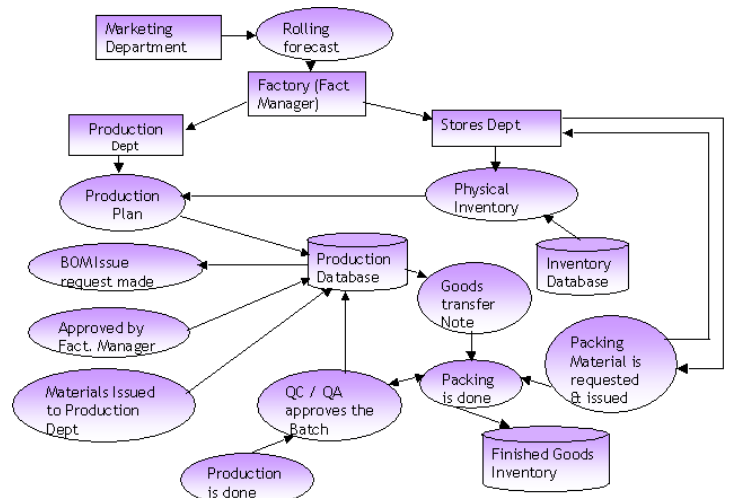 Marketing
Department
Rolling
forecast
Factory (Fact
Manager)
Production
Dept
Stores Dept
Production
Plan
Physical
Inventory
BOMIssue
request made
Production
Database
Goods
transfer
Note
Inventory
Database
Approved by
Fact. Manager
Packing
Material is
requested
& issued
Materials Issued
to Production
Dept
QC / QA
approves the
Batch
Packing
is done
Finished Goods
Inventory
Production
is done